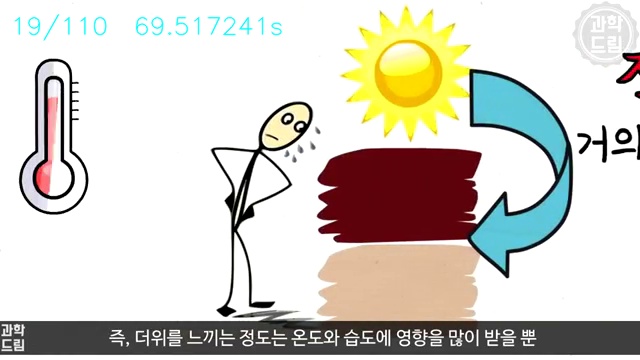 19/110 69.517241s
과학
드림
거의
과학
드림
즉, 더위를 느끼는 정도는 온도와 습도에 영향을 많이 받을 뿐